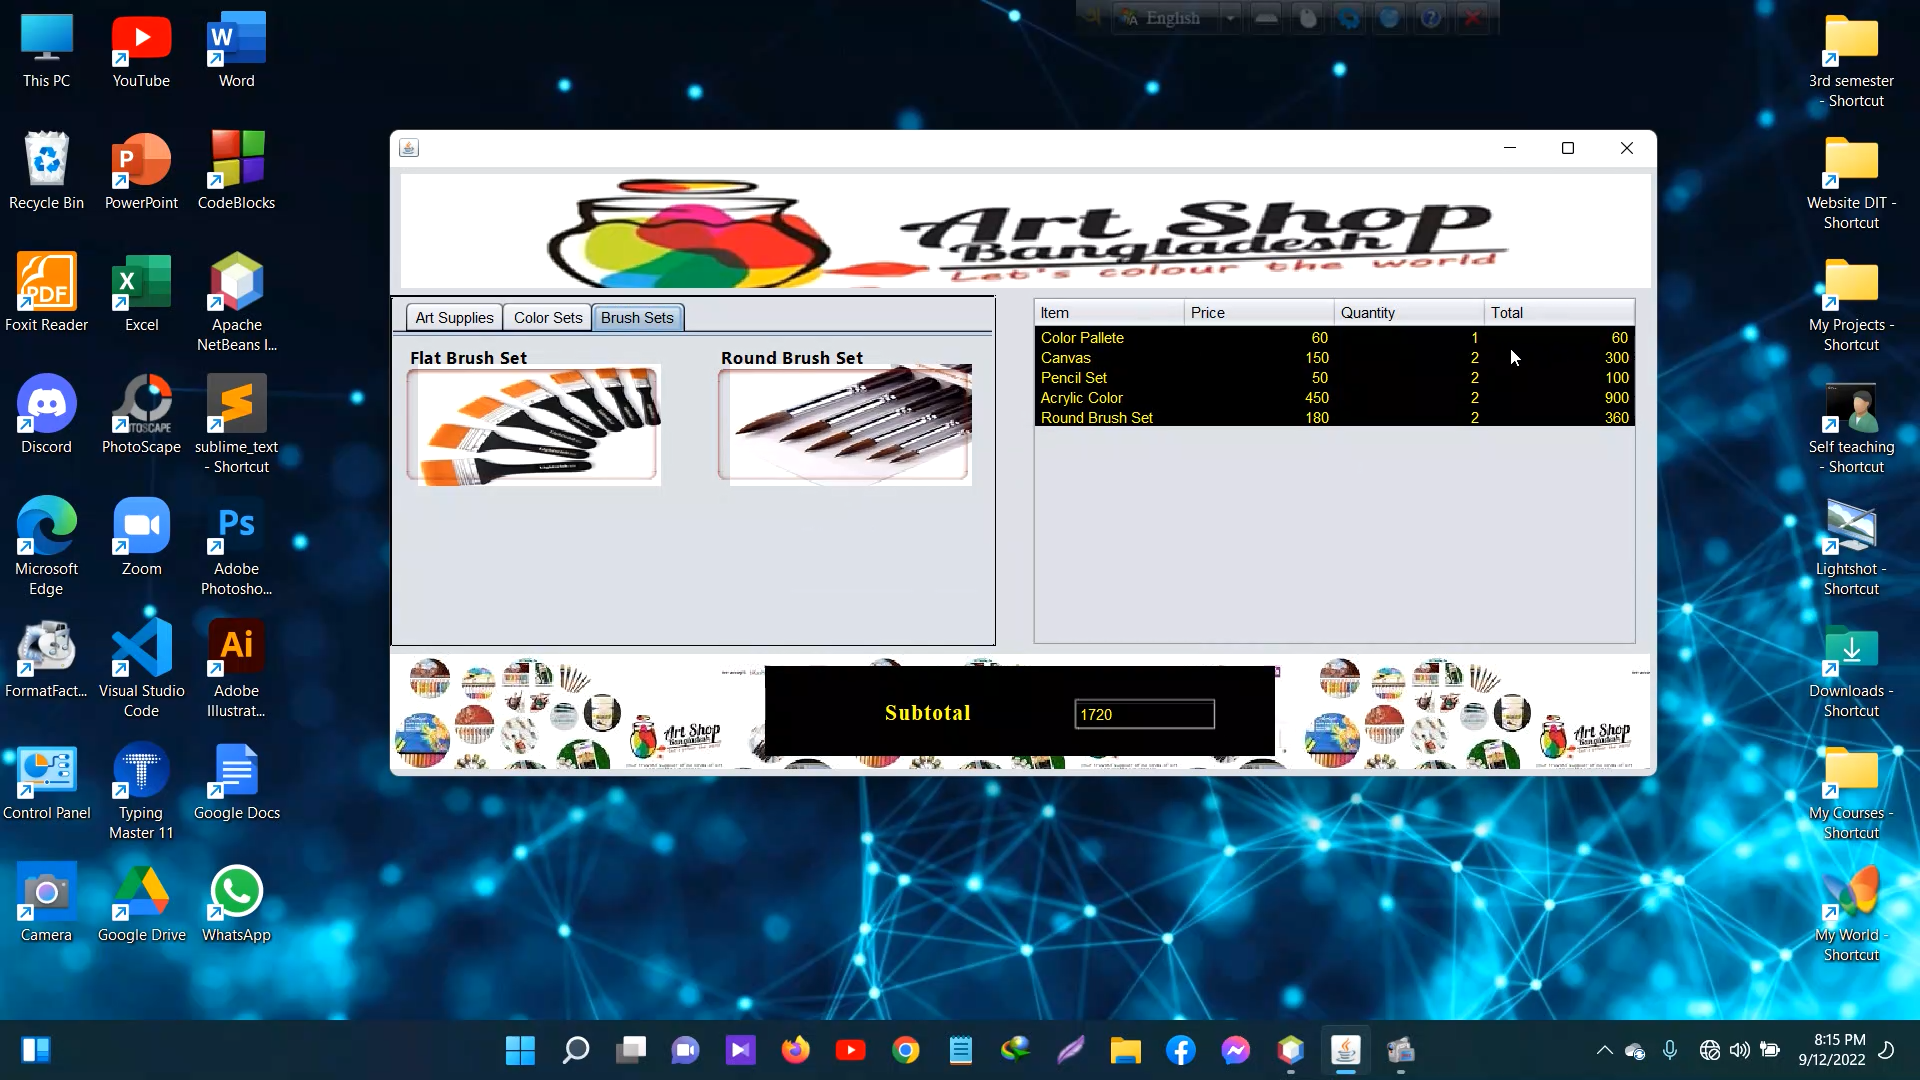 This PC
YouTube
Word
Recycle Bin
PowerPoint
CodeBlocks
Foxit Reader
Excel
Apache
NetBeans I...
Discord
PhotoScape
sublime_text
- Shortcut
Microsoft
Edge
Zoom
Adobe
Photosho...
FormatFact...
Visual Studio
Code
Adobe
Illustrat...
Control Panel
Typing
Master 11
Google Docs
Camera
Google Drive
WhatsApp
English
Art Shop
Bangladesh
Let's colour the world
Art Supplies
Color Sets
Brush Sets
Flat Brush Set
Round Brush Set
Item Price Quantity Total
Color Pallete 60 1 60
Canvas 150 2 300
Pencil Set 50 2 100
Acrylic Color 450 2 900
Round Brush Set 180 2 360
Subtotal
1720
Art Shop
Bangladesh
Art Shop
Bangladesh
3rd semester
- Shortcut
Website DIT -
Shortcut
My Projects -
Shortcut
Self teaching
- Shortcut
Lightshot -
Shortcut
Downloads -
Shortcut
My Courses -
Shortcut
My World -
Shortcut
8:15 PM
9/12/2022